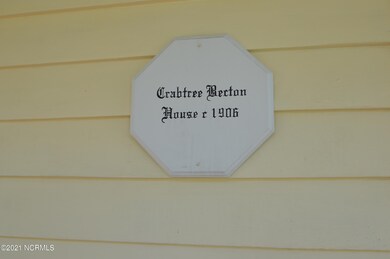 Crabtree Becton
House c 1906
©2021 NCRMLS